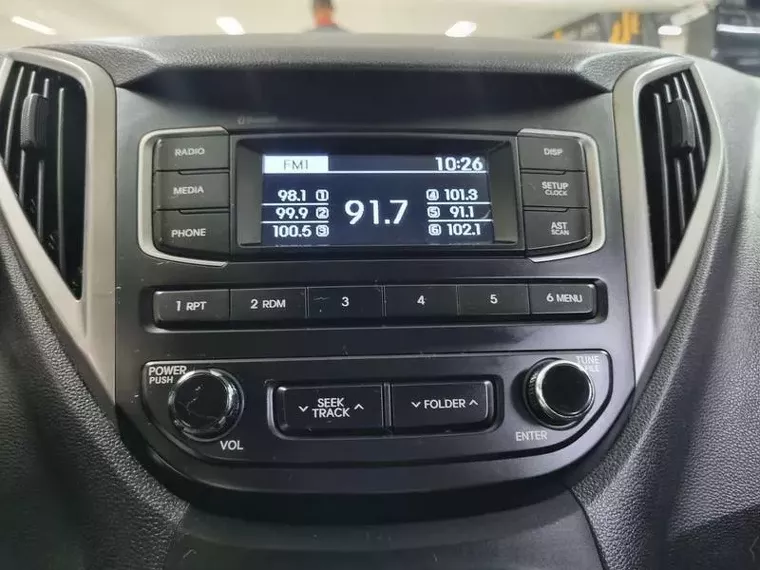 RADIO
MEDIA
PHONE
FM1 10:26
98.1 1 4 101.3
99.9 2 91.7 5 91.1
100.5 3 6 102.1
DISP
SETUP
CLOCK
AST
SCAN
1 RPT 2 RDM 3 4 5 6 MENU
POWER
PUSH
VOL
SEEK
TRACK
FOLDER
TUNE
FILE
ENTER